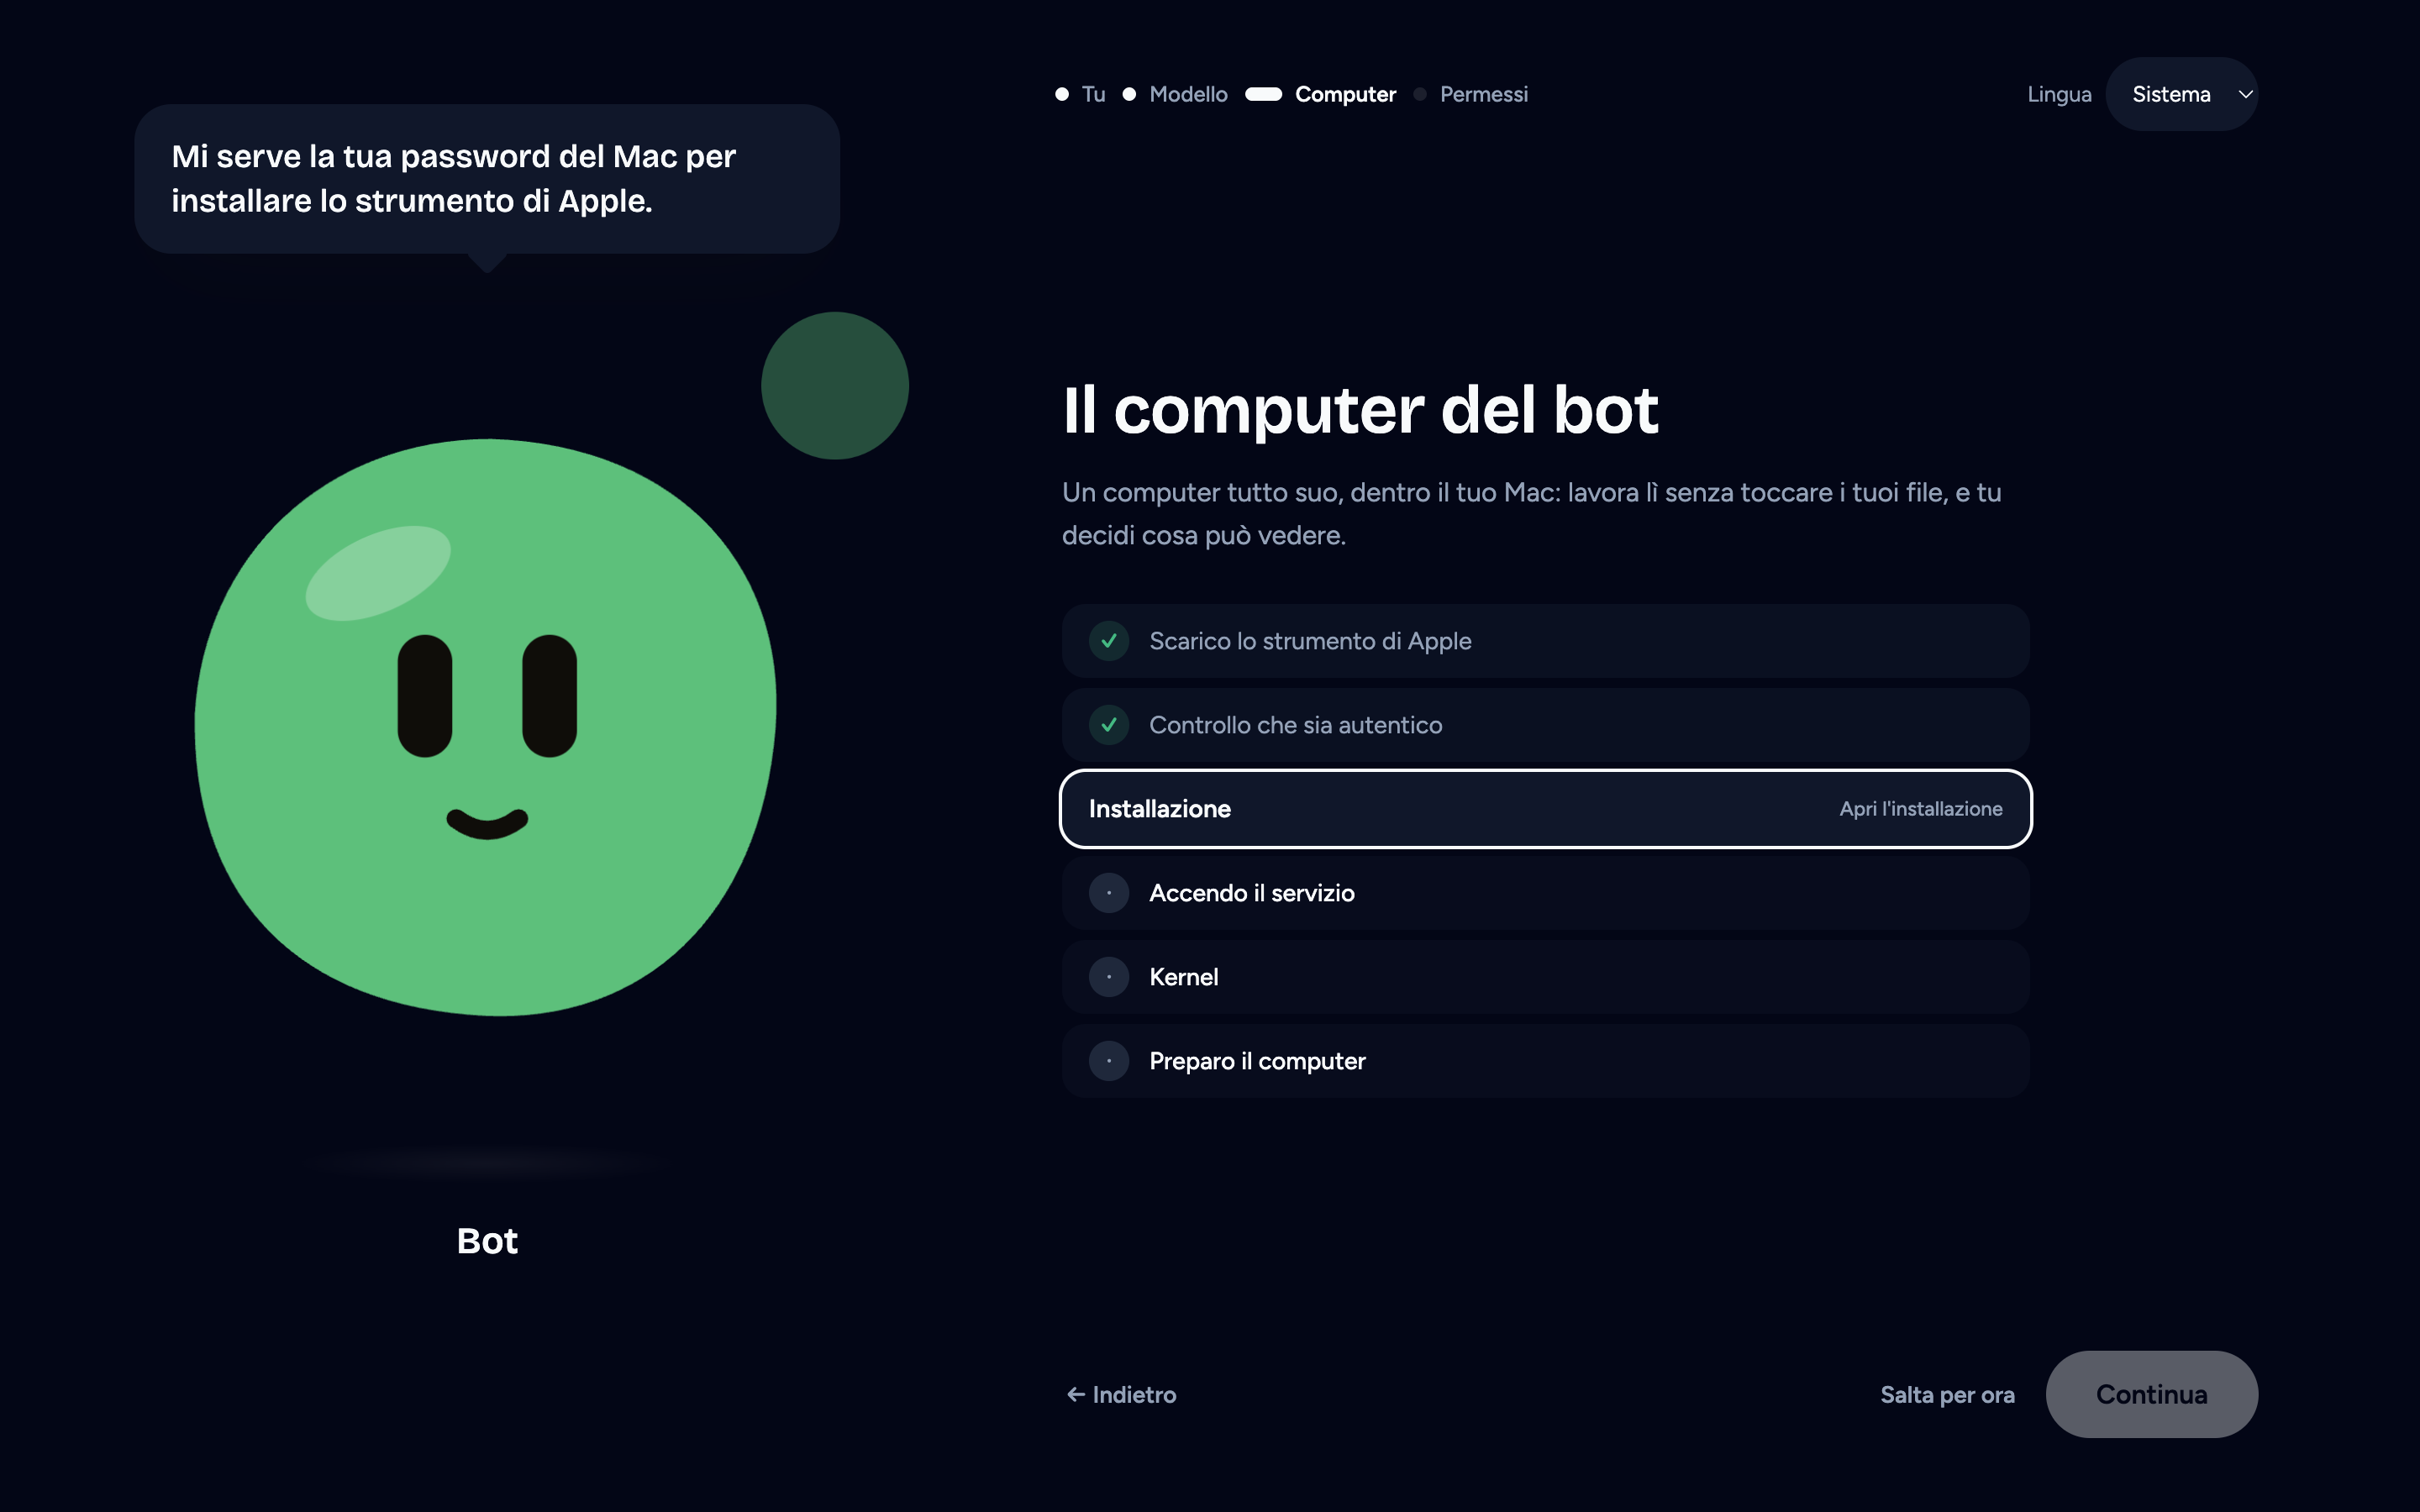 Mi serve la tua password del Mac per
installare lo strumento di Apple.
Bot
Tu
Modello
Computer
Permessi
Lingua
Sistema
Il computer del bot
Un computer tutto suo, dentro il tuo Mac: lavora lì senza toccare i tuoi file, e tu
decidi cosa può vedere.
Scarico lo strumento di Apple
Controllo che sia autentico
Installazione
Apri l'installazione
Accendo il servizio
Kernel
Preparo il computer
← Indietro
Salta per ora
Continua